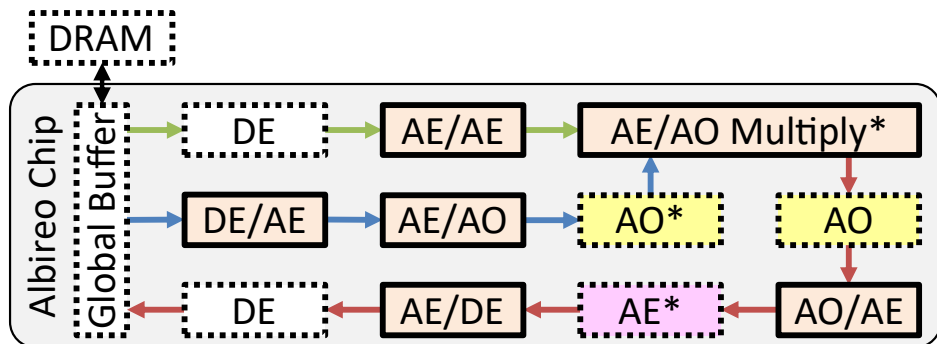 DRAM
Albireo Chip
Global Buffer
DE
AE/AE
AE/AO Multiply*
DE/AE
AE/AO
AO*
AO
DE
AE/DE
AE*
AO/AE